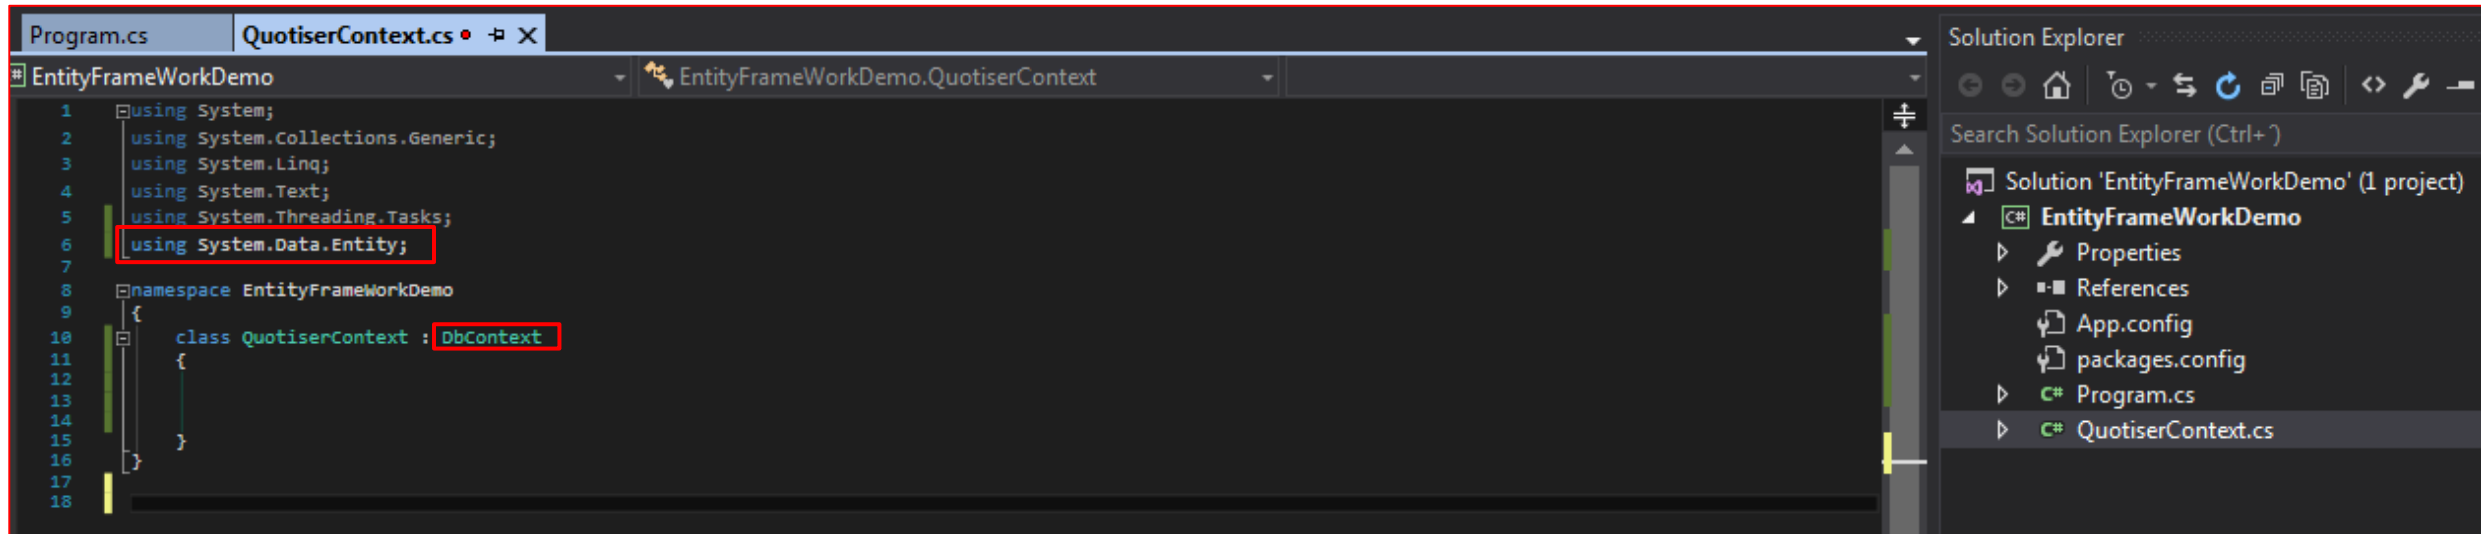 Program.cs
QuotiserContext.cs
EntityFrameWorkDemo
EntityFrameWorkDemo.QuotiserContext
1 using System;
2 using System.Collections.Generic;
3 using System.Linq;
4 using System.Text;
5 using System.Threading.Tasks;
6 using System.Data.Entity;
7
8 namespace EntityFrameWorkDemo
9 {
10 class QuotiserContext : DbContext
11 {
12
13
14
15 }
16 }
17
18
Solution Explorer
Search Solution Explorer (Ctrl+´)
Solution 'EntityFrameWorkDemo' (1 project)
C# EntityFrameWorkDemo
Properties
References
App.config
packages.config
C# Program.cs
C# QuotiserContext.cs